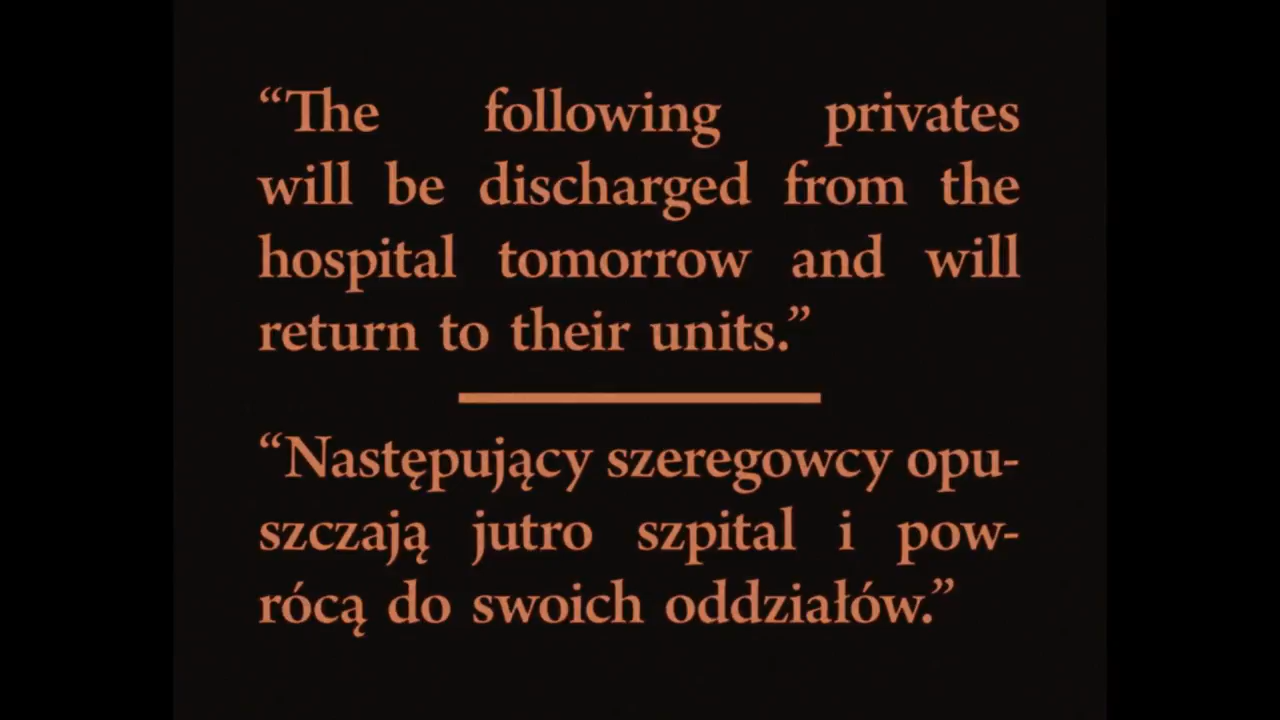 “The following privates
will be discharged from the
hospital tomorrow and will
return to their units.”
“Następujący szeregowcy opu-
szczają jutro szpital i pow-
rócą do swoich oddziałów.”